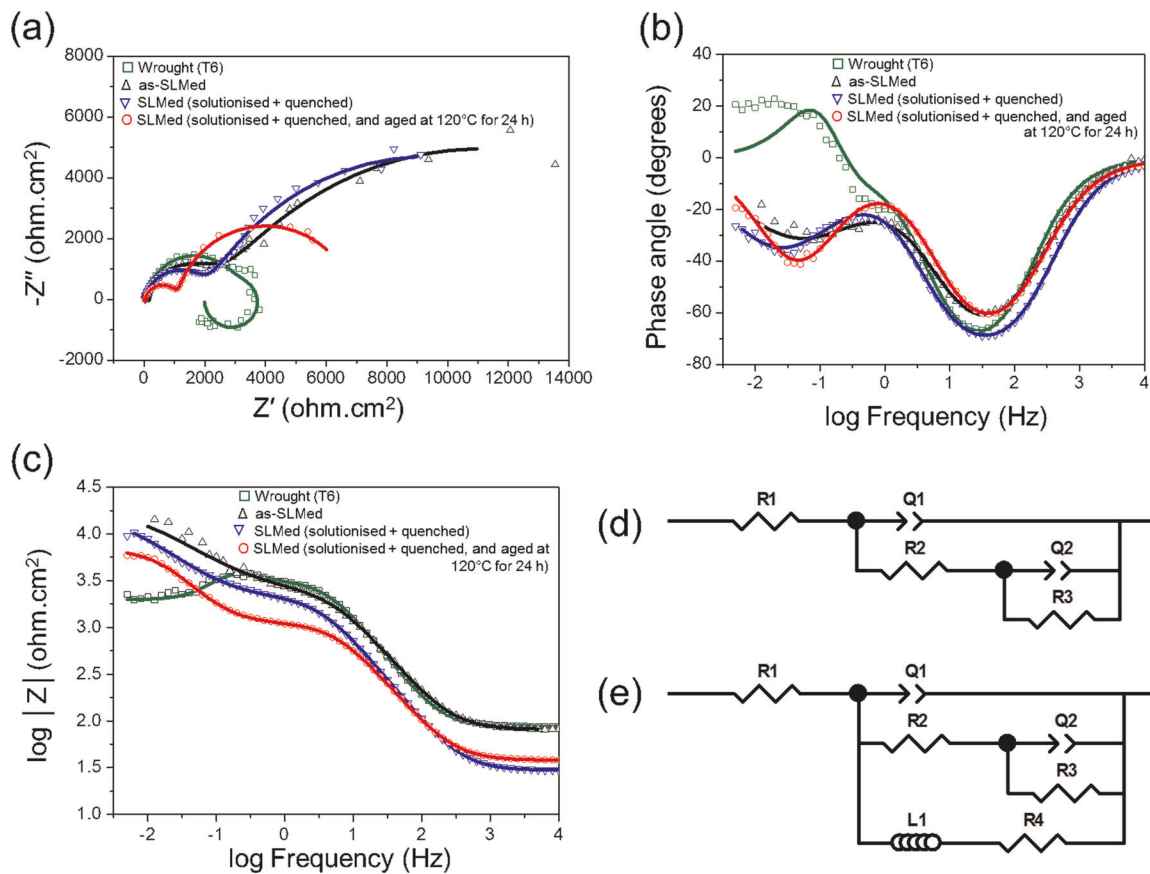 (a)
8000
6000
4000
2000
0
-2000
-Z″ (ohm.cm²)
Wrought (T6)
as-SLMed
SLMed (solutionised + quenched)
SLMed (solutionised + quenched, and aged at 120°C for 24 h)
0 2000 4000 6000 8000 10000 12000 14000
Z′ (ohm.cm²)
(b)
40
20
0
-20
-40
-60
-80
Phase angle (degrees)
Wrought (T6)
as-SLMed
SLMed (solutionised + quenched)
SLMed (solutionised + quenched, and aged
at 120°C for 24 h)
-2 -1 0 1 2 3 4
log Frequency (Hz)
(c)
4.5
4.0
3.5
3.0
2.5
2.0
1.5
1.0
log |Z| (ohm.cm²)
Wrought (T6)
as-SLMed
SLMed (solutionised + quenched)
SLMed (solutionised + quenched, and aged at
120°C for 24 h)
-2 -1 0 1 2 3 4
log Frequency (Hz)
(d)
R1 Q1
R2 Q2
R3
(e)
R1 Q1
R2 Q2
R3
L1 R4